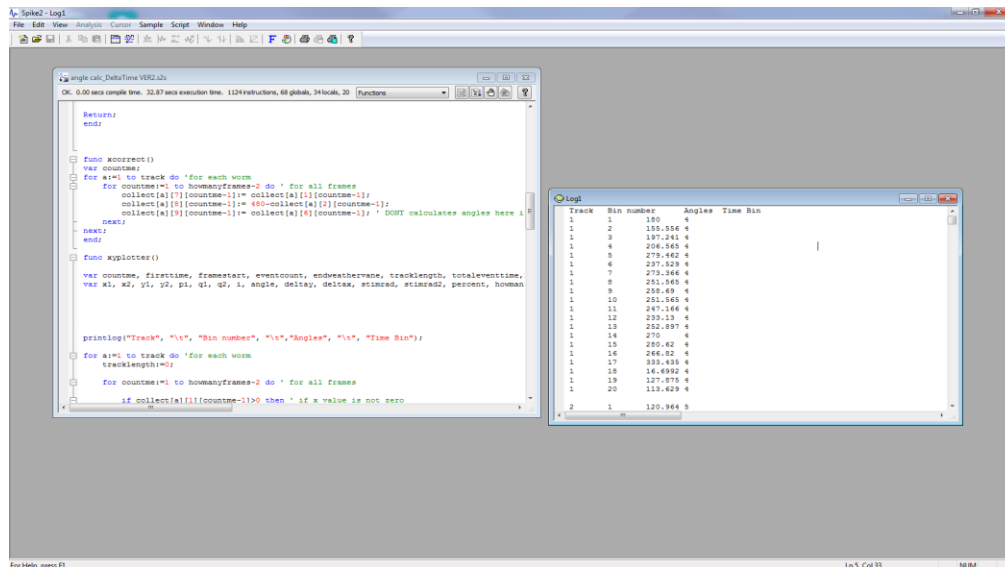 Spike2 - Log1
File Edit View Analysis Cursor Sample Script Window Help
angle calc_DeltaTime VER2.s2s
OK. 0.00 secs compile time. 32.87 secs execution time. 1124 instructions, 68 globals, 34 locals, 20 Functions
Return;
end;
func xcorrect()
var countme;
for a:=1 to track do 'for each worm
for countme:=1 to howmanyframes-2 do ' for all frames
collect[a][7][countme-1]:= collect[a][1][countme-1];
collect[a][8][countme-1]:= 480-collect[a][2][countme-1];
collect[a][9][countme-1]:= collect[a][6][countme-1]; ' DONT calculates angles here i
next;
next;
end;
func xyplotter()
var countme, firsttime, framestart, eventcount, endweathervane, tracklength, totaleventtime,
var x1, x2, y1, y2, pi, q1, q2, i, angle, deltay, deltax, stimrad, stimrad2, percent, howman
printlog("Track", "\t", "Bin number", "\t","Angles", "\t", "Time Bin");
for a:=1 to track do 'for each worm
tracklength:=0;
for countme:=1 to howmanyframes-2 do ' for all frames
if collect[a][1][countme-1]>0 then ' if x value is not zero
Log1
Track Bin number Angles Time Bin
1 1 180 4
1 2 155.556 4
1 3 197.241 4
1 4 206.565 4
1 5 279.462 4
1 6 237.529 4
1 7 273.366 4
1 8 251.565 4
1 9 258.69 4
1 10 251.565 4
1 11 247.166 4
1 12 233.13 4
1 13 252.897 4
1 14 270 4
1 15 280.62 4
1 16 266.82 4
1 17 333.435 4
1 18 16.6992 4
1 19 127.875 4
1 20 113.629 4
2 1 120.964 5
For Help, press F1
Ln 5, Col 33 NUM